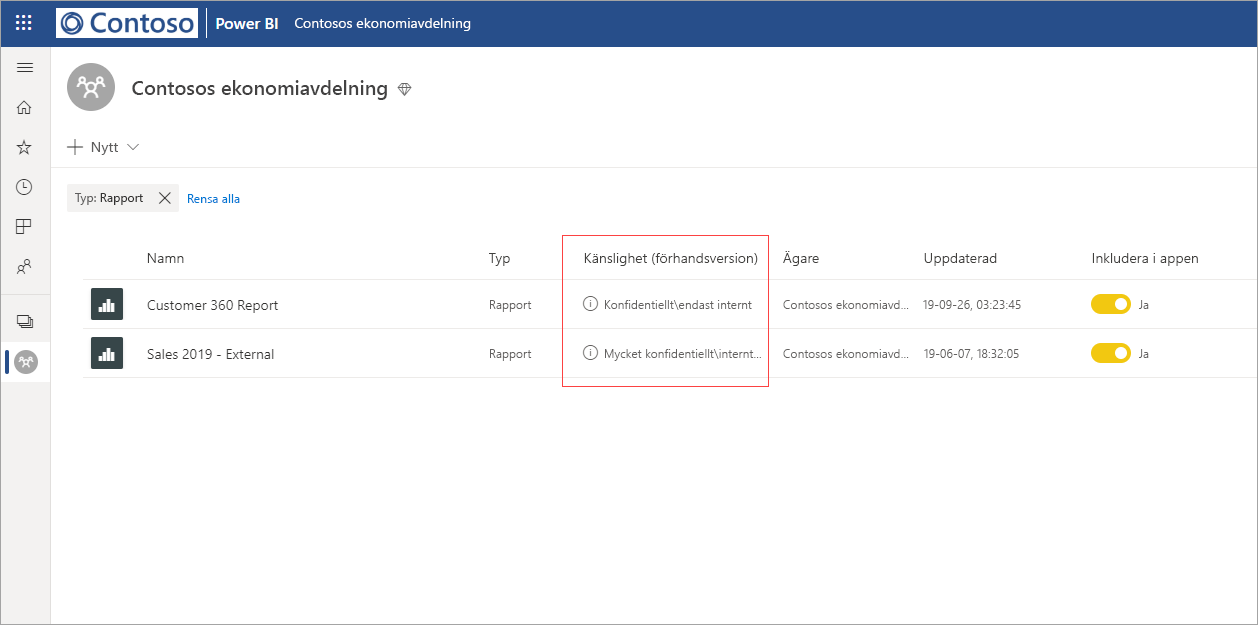 Contoso Power BI Contosos ekonomiavdelning
Contosos ekonomiavdelning
Nytt
Typ: Rapport Rensa alla
Namn Typ Känslighet (förhandsversion) Ägare Uppdaterad Inkludera i appen
Customer 360 Report Rapport Konfidentiellt\endast internt Contosos ekonomiavd... 19-09-26, 03:23:45 Ja
Sales 2019 - External Rapport Mycket konfidentiellt\internt... Contosos ekonomiavd... 19-06-07, 18:32:05 Ja